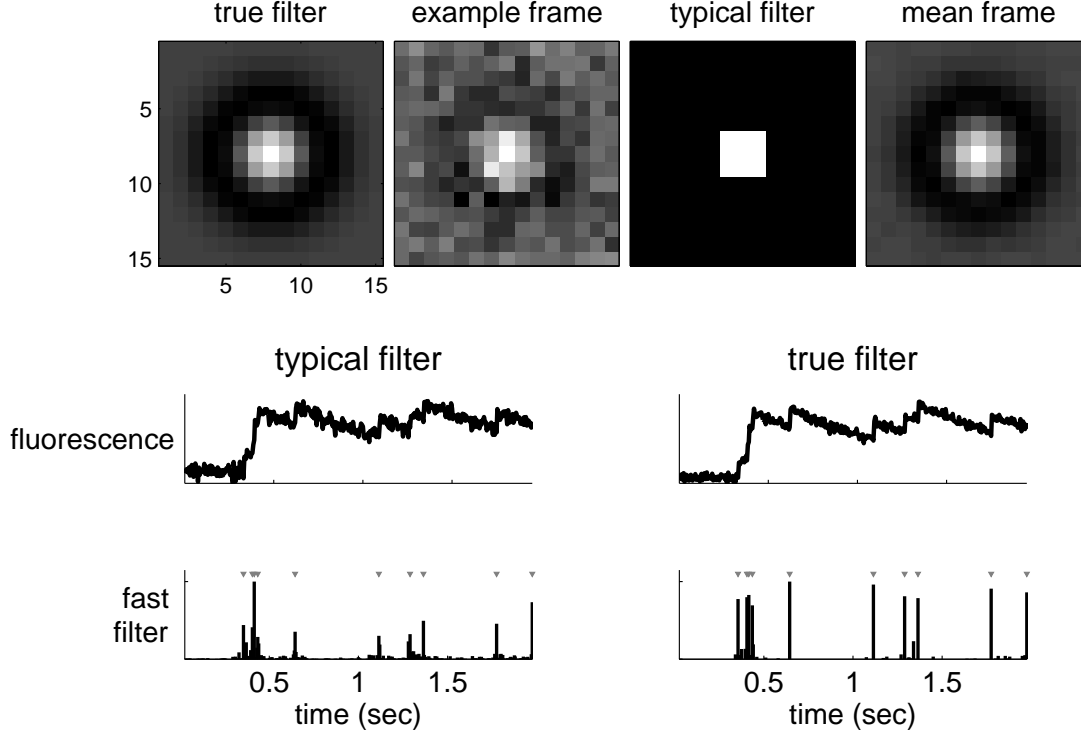 true filter
example frame
typical filter
mean frame
5
10
15
5
10
15
typical filter
true filter
fluorescence
fast
filter
0.5
1
1.5
0.5
1
1.5
time (sec)
time (sec)